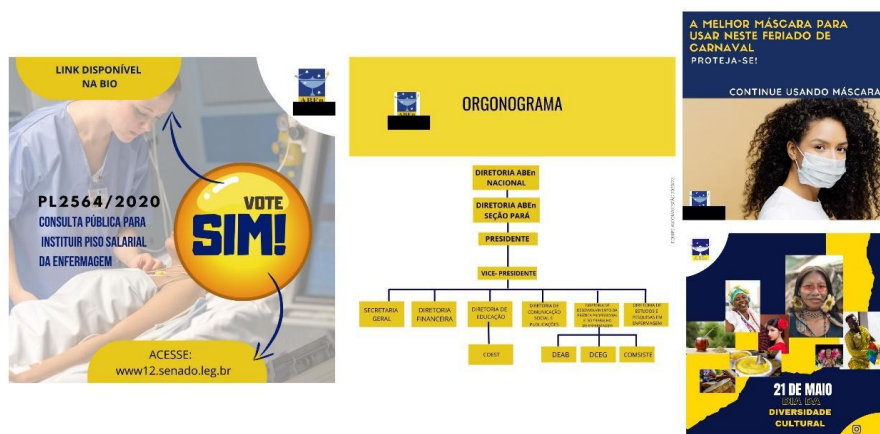 LINK DISPONÍVEL
NA BIO
ABEn
PL2564/2020
CONSULTA PÚBLICA PARA
INSTITUIR PISO SALARIAL
DA ENFERMAGEM
VOTE
SIM!
ACESSE:
www12.senado.leg.br
ABEn
ORGONOGRAMA
DIRETORIA ABEn
NACIONAL
DIRETORIA ABEn
SEÇÃO PARÁ
PRESIDENTE
VICE- PRESIDENTE
SECRETARIA
GERAL
DIRETORIA
FINANCEIRA
DIRETORIA DE
EDUCAÇÃO
DIRETORIA DE
COMUNICAÇÃO
SOCIAL E
PUBLICAÇÕES
DIRETORIA DE
ESTUDOS E
PESQUISAS EM
ENFERMAGEM
CDEST
DEAB
DCEG
COMSISTE
A MELHOR MÁSCARA PARA
USAR NESTE FERIADO DE
CARNAVAL
PROTEJA-SE!
CONTINUE USANDO MÁSCARA
ABEn
21 DE MAIO
DIA DA
DIVERSIDADE
CULTURAL